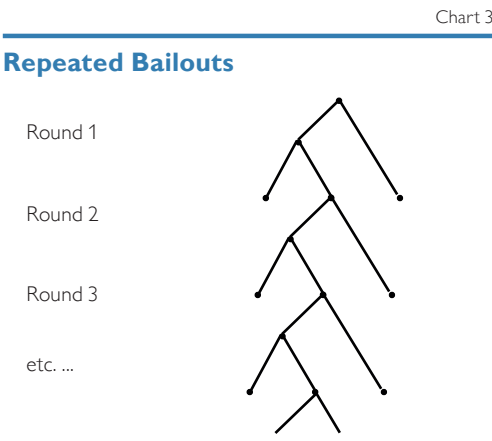 Chart 3
Repeated Bailouts
Round 1
Round 2
Round 3
etc. ...